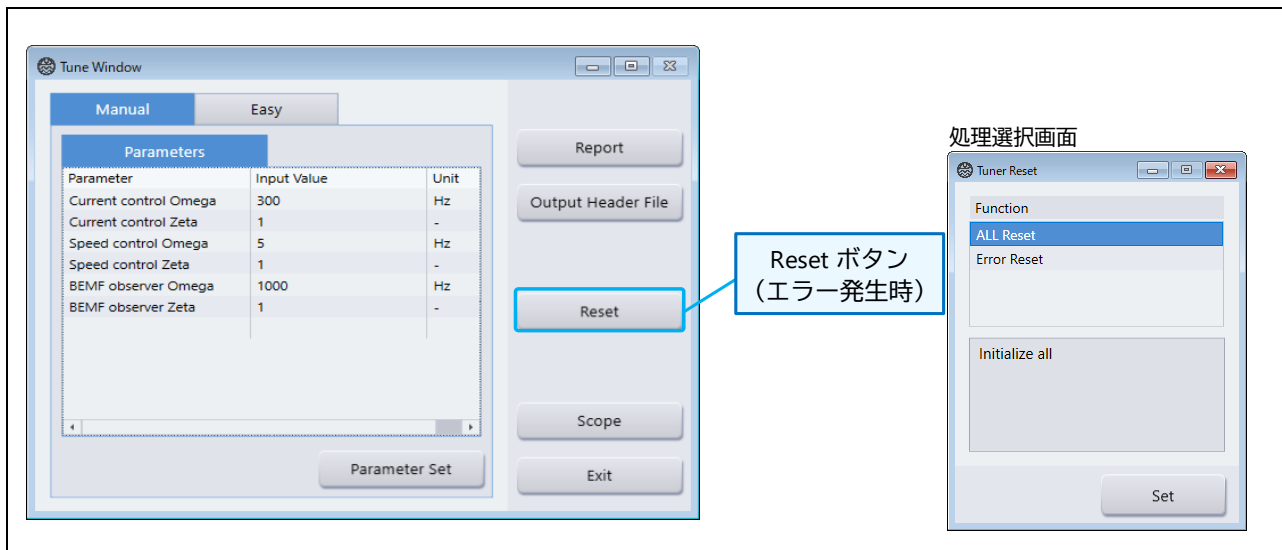 Tune Window
Manual Easy
Parameters
Parameter Input Value Unit
Current control Omega 300 Hz
Current control Zeta 1 -
Speed control Omega 5 Hz
Speed control Zeta 1 -
BEMF observer Omega 1000 Hz
BEMF observer Zeta 1 -
Parameter Set
Report
Output Header File
Reset
Scope
Exit
Reset ボタン
（エラー発生時）
処理選択画面
Tuner Reset
Function
ALL Reset
Error Reset
Initialize all
Set